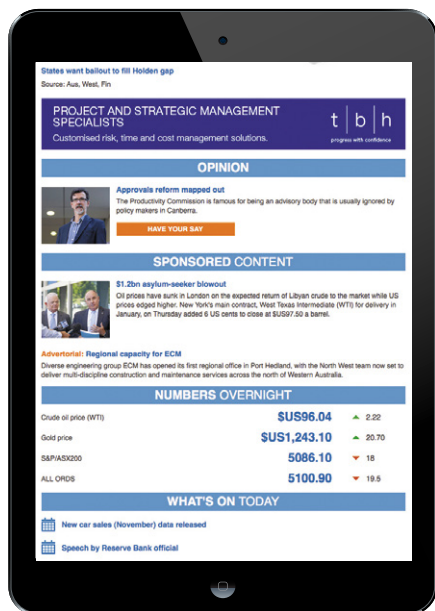 States want bailout to fill Holden gap
Source: Aus, West, Fin
PROJECT AND STRATEGIC MANAGEMENT
SPECIALISTS
Customised risk, time and cost management solutions.
t b h
progress with confidence
OPINION
Approvals reform mapped out
The Productivity Commission is famous for being an advisory body that is usually ignored by
policy makers in Canberra.
HAVE YOUR SAY
SPONSORED CONTENT
$1.2bn asylum-seeker blowout
Oil prices have sunk in London on the expected return of Libyan crude to the market while US
prices edged higher. New York's main contract, West Texas Intermediate (WTI) for delivery in
January, on Thursday added 6 US cents to close at $US97.50 a barrel.
Advertorial: Regional capacity for ECM
Diverse engineering group ECM has opened its first regional office in Port Hedland, with the North West team now set to
deliver multi-discipline construction and maintenance services across the north of Western Australia.
NUMBERS OVERNIGHT
Crude oil price (WTI) $US96.04 2.22
Gold price $US1,243.10 20.70
S&P/ASX200 5086.10 18
ALL ORDS 5100.90 19.5
WHAT'S ON TODAY
New car sales (November) data released
Speech by Reserve Bank official